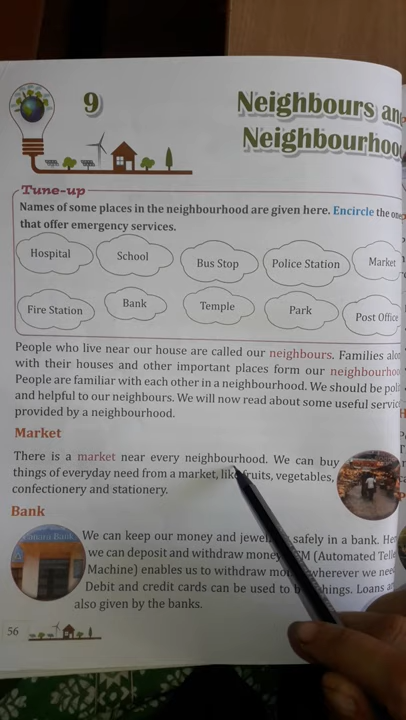 9
Neighbours an
Neighbourhoo
Tune-up
Names of some places in the neighbourhood are given here. Encircle the one
that offer emergency services.
Hospital
School
Bus Stop
Police Station
Market
Fire Station
Bank
Temple
Park
Post Office
People who live near our house are called our neighbours. Families alon
with their houses and other important places form our neighbourhoo
People are familiar with each other in a neighbourhood. We should be poli
and helpful to our neighbours. We will now read about some useful servic
provided by a neighbourhood.
Market
There is a market near every neighbourhood. We can buy
things of everyday need from a market, like fruits, vegetables,
confectionery and stationery.
Bank
Canara Bank
We can keep our money and jewel safely in a bank. Her
we can deposit and withdraw money. (Automated Telle
Machine) enables us to withdraw wherever we nee
Debit and credit cards can be used to Loans ar
also given by the banks.
56